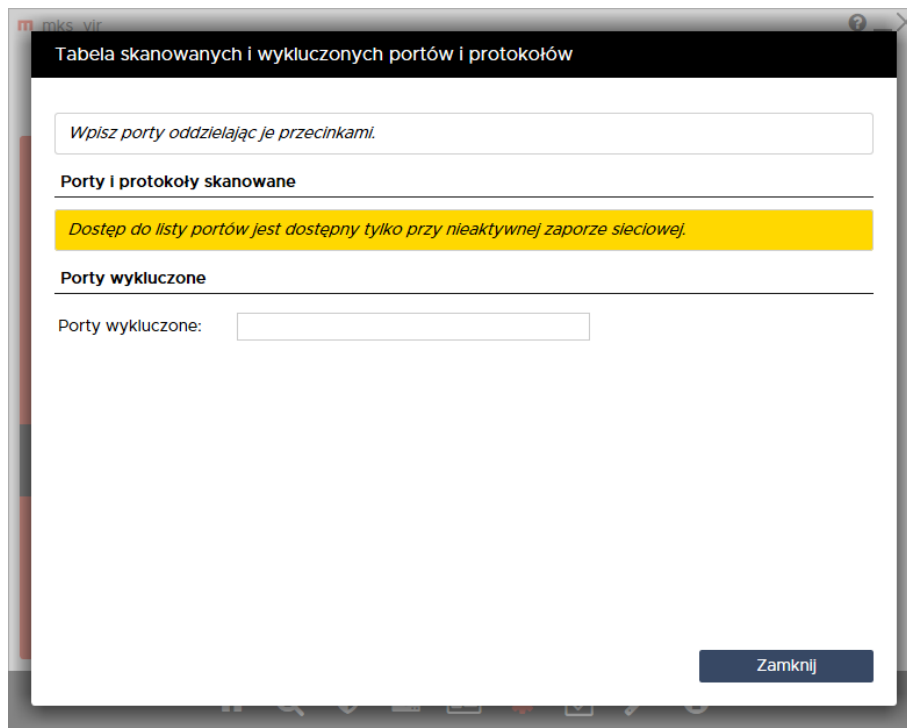 mks_vir
Tabela skanowanych i wykluczonych portów i protokołów
Wpisz porty oddzielając je przecinkami.
Porty i protokoły skanowane
Dostęp do listy portów jest dostępny tylko przy nieaktywnej zaporze sieciowej.
Porty wykluczone
Porty wykluczone:
Zamknij